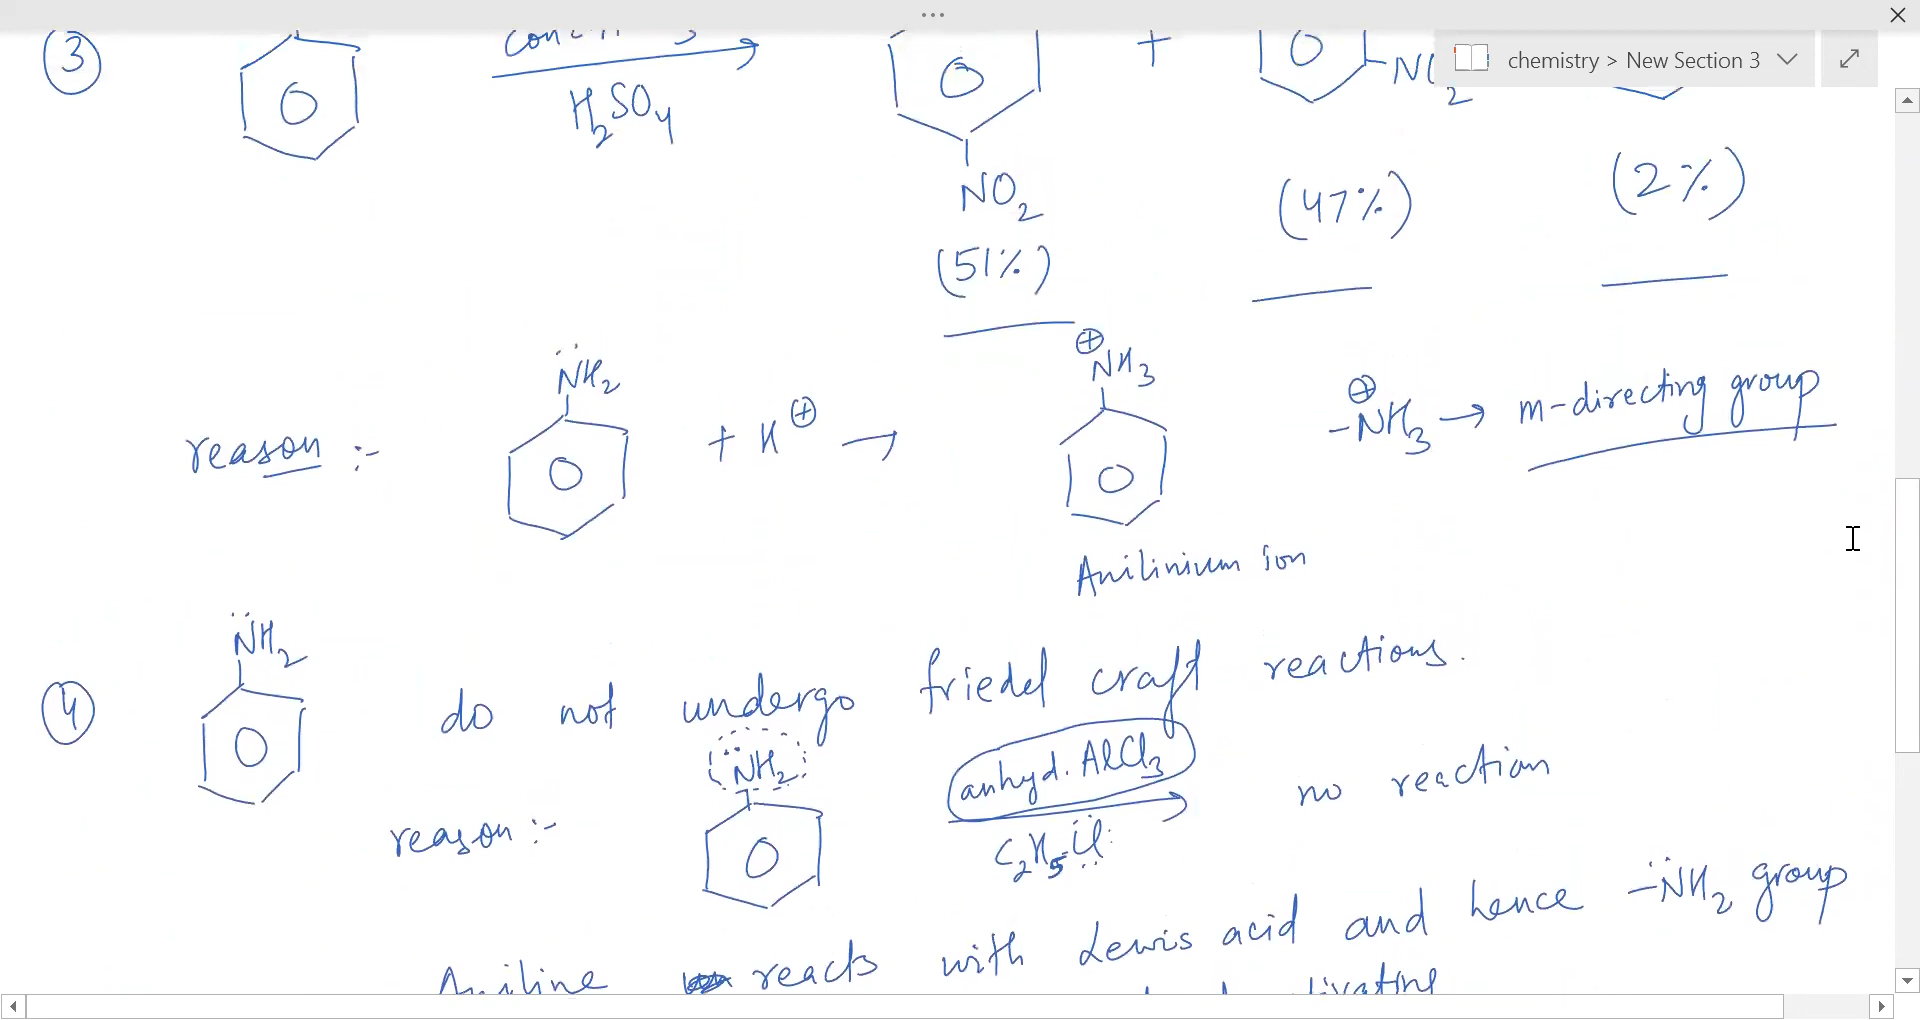 chemistry > New Section 3
③
H₂SO₄
+
NO₂
NO₂
(51%)
(47%)
(2%)
reason :-
NH₂
+ H⊕ →
⊕NH₃
-⊕NH₃ → m-directing group
Anilinium ion
④
NH₂
do not undergo friedel craft reactions.
reason :-
NH₂
anhyd. AlCl₃
C₂H₅Cl
no reaction
Aniline reacts with Lewis acid and hence -NH₂ group